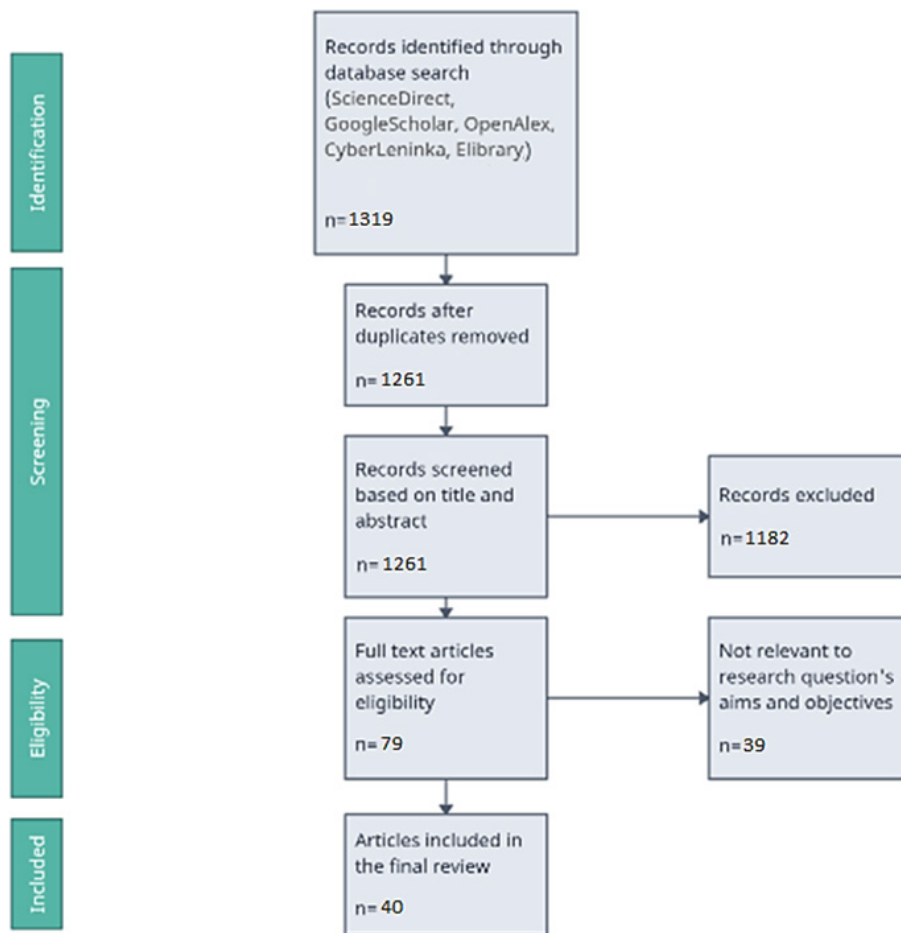 Identification
Records identified through
database search
(ScienceDirect,
GoogleScholar, OpenAlex,
CyberLeninka, Elibrary)
n=1319
Screening
Records after
duplicates removed
n= 1261
Records screened
based on title and
abstract
n= 1261
Records excluded
n=1182
Eligibility
Full text articles
assessed for
eligibility
n= 79
Not relevant to
research question's
aims and objectives
n=39
Included
Articles included in
the final review
n= 40